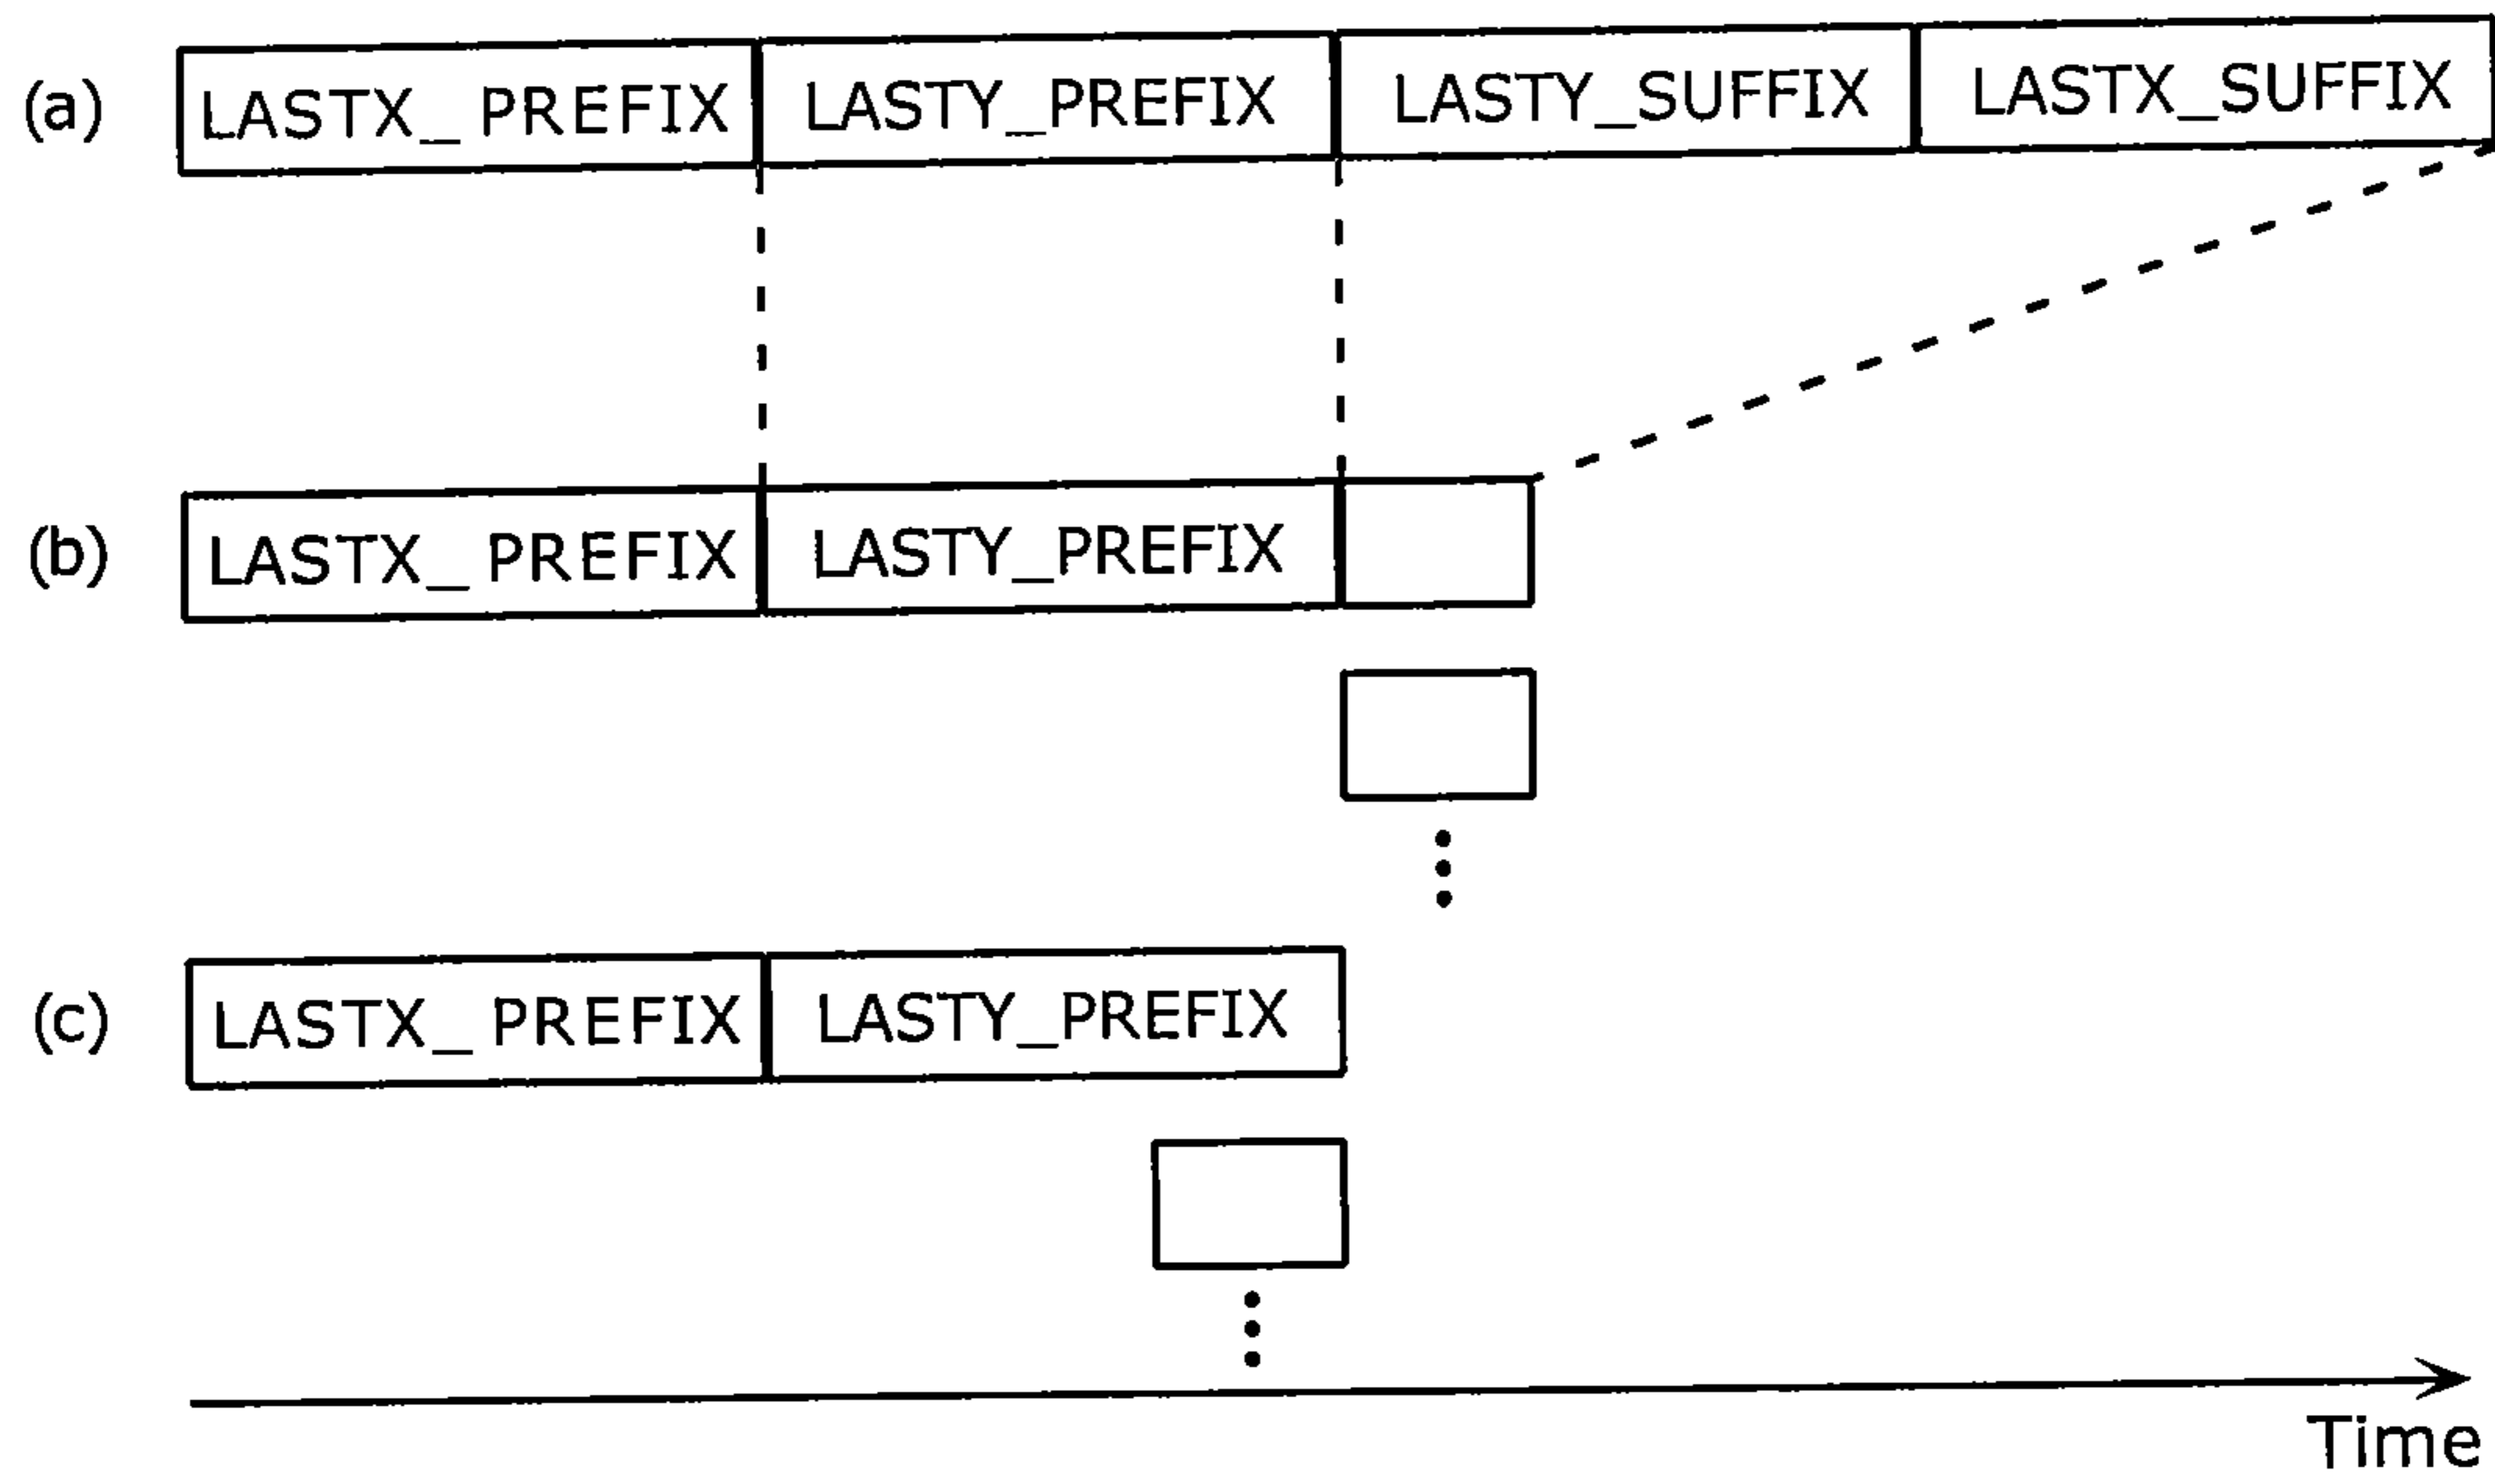 (a) LASTX_ PREFIX LASTY_PREFIX LASTY_SUFFIX LASTX_SUFFIX
(b) LASTX_ PREFIX LASTY_PREFIX
(c) LASTX_ PREFIX LASTY_PREFIX
Time